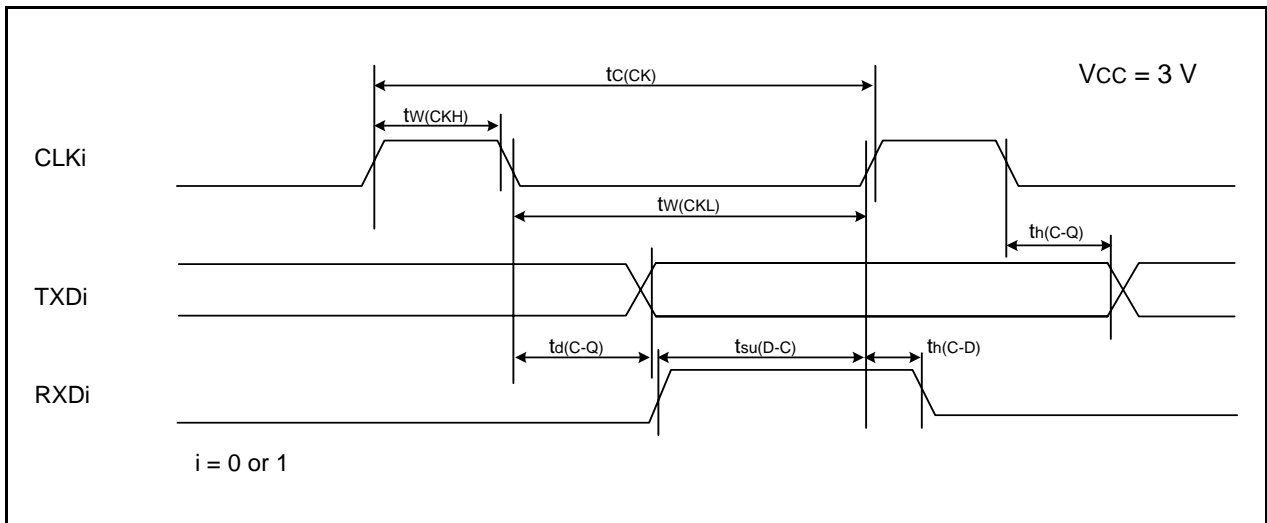 tC(CK)
VCC = 3 V
tW(CKH)
CLKi
tW(CKL)
th(C-Q)
TXDi
td(C-Q)
tsu(D-C)
th(C-D)
RXDi
i = 0 or 1